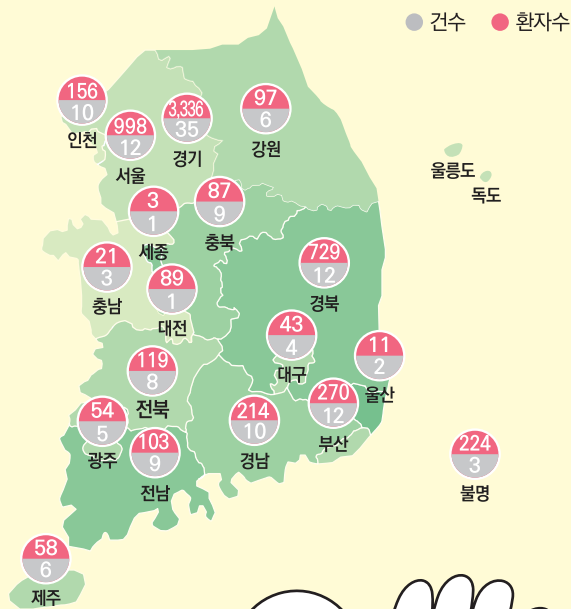 건수 환자수
156
10
인천
998
12
서울
3,336
35
경기
97
6
강원
울릉도
독도
3
1
세종
87
9
충북
21
3
충남
89
1
대전
729
12
경북
43
4
대구
11
2
울산
119
8
전북
54
5
광주
103
9
전남
214
10
경남
270
12
부산
224
3
불명
58
6
제주